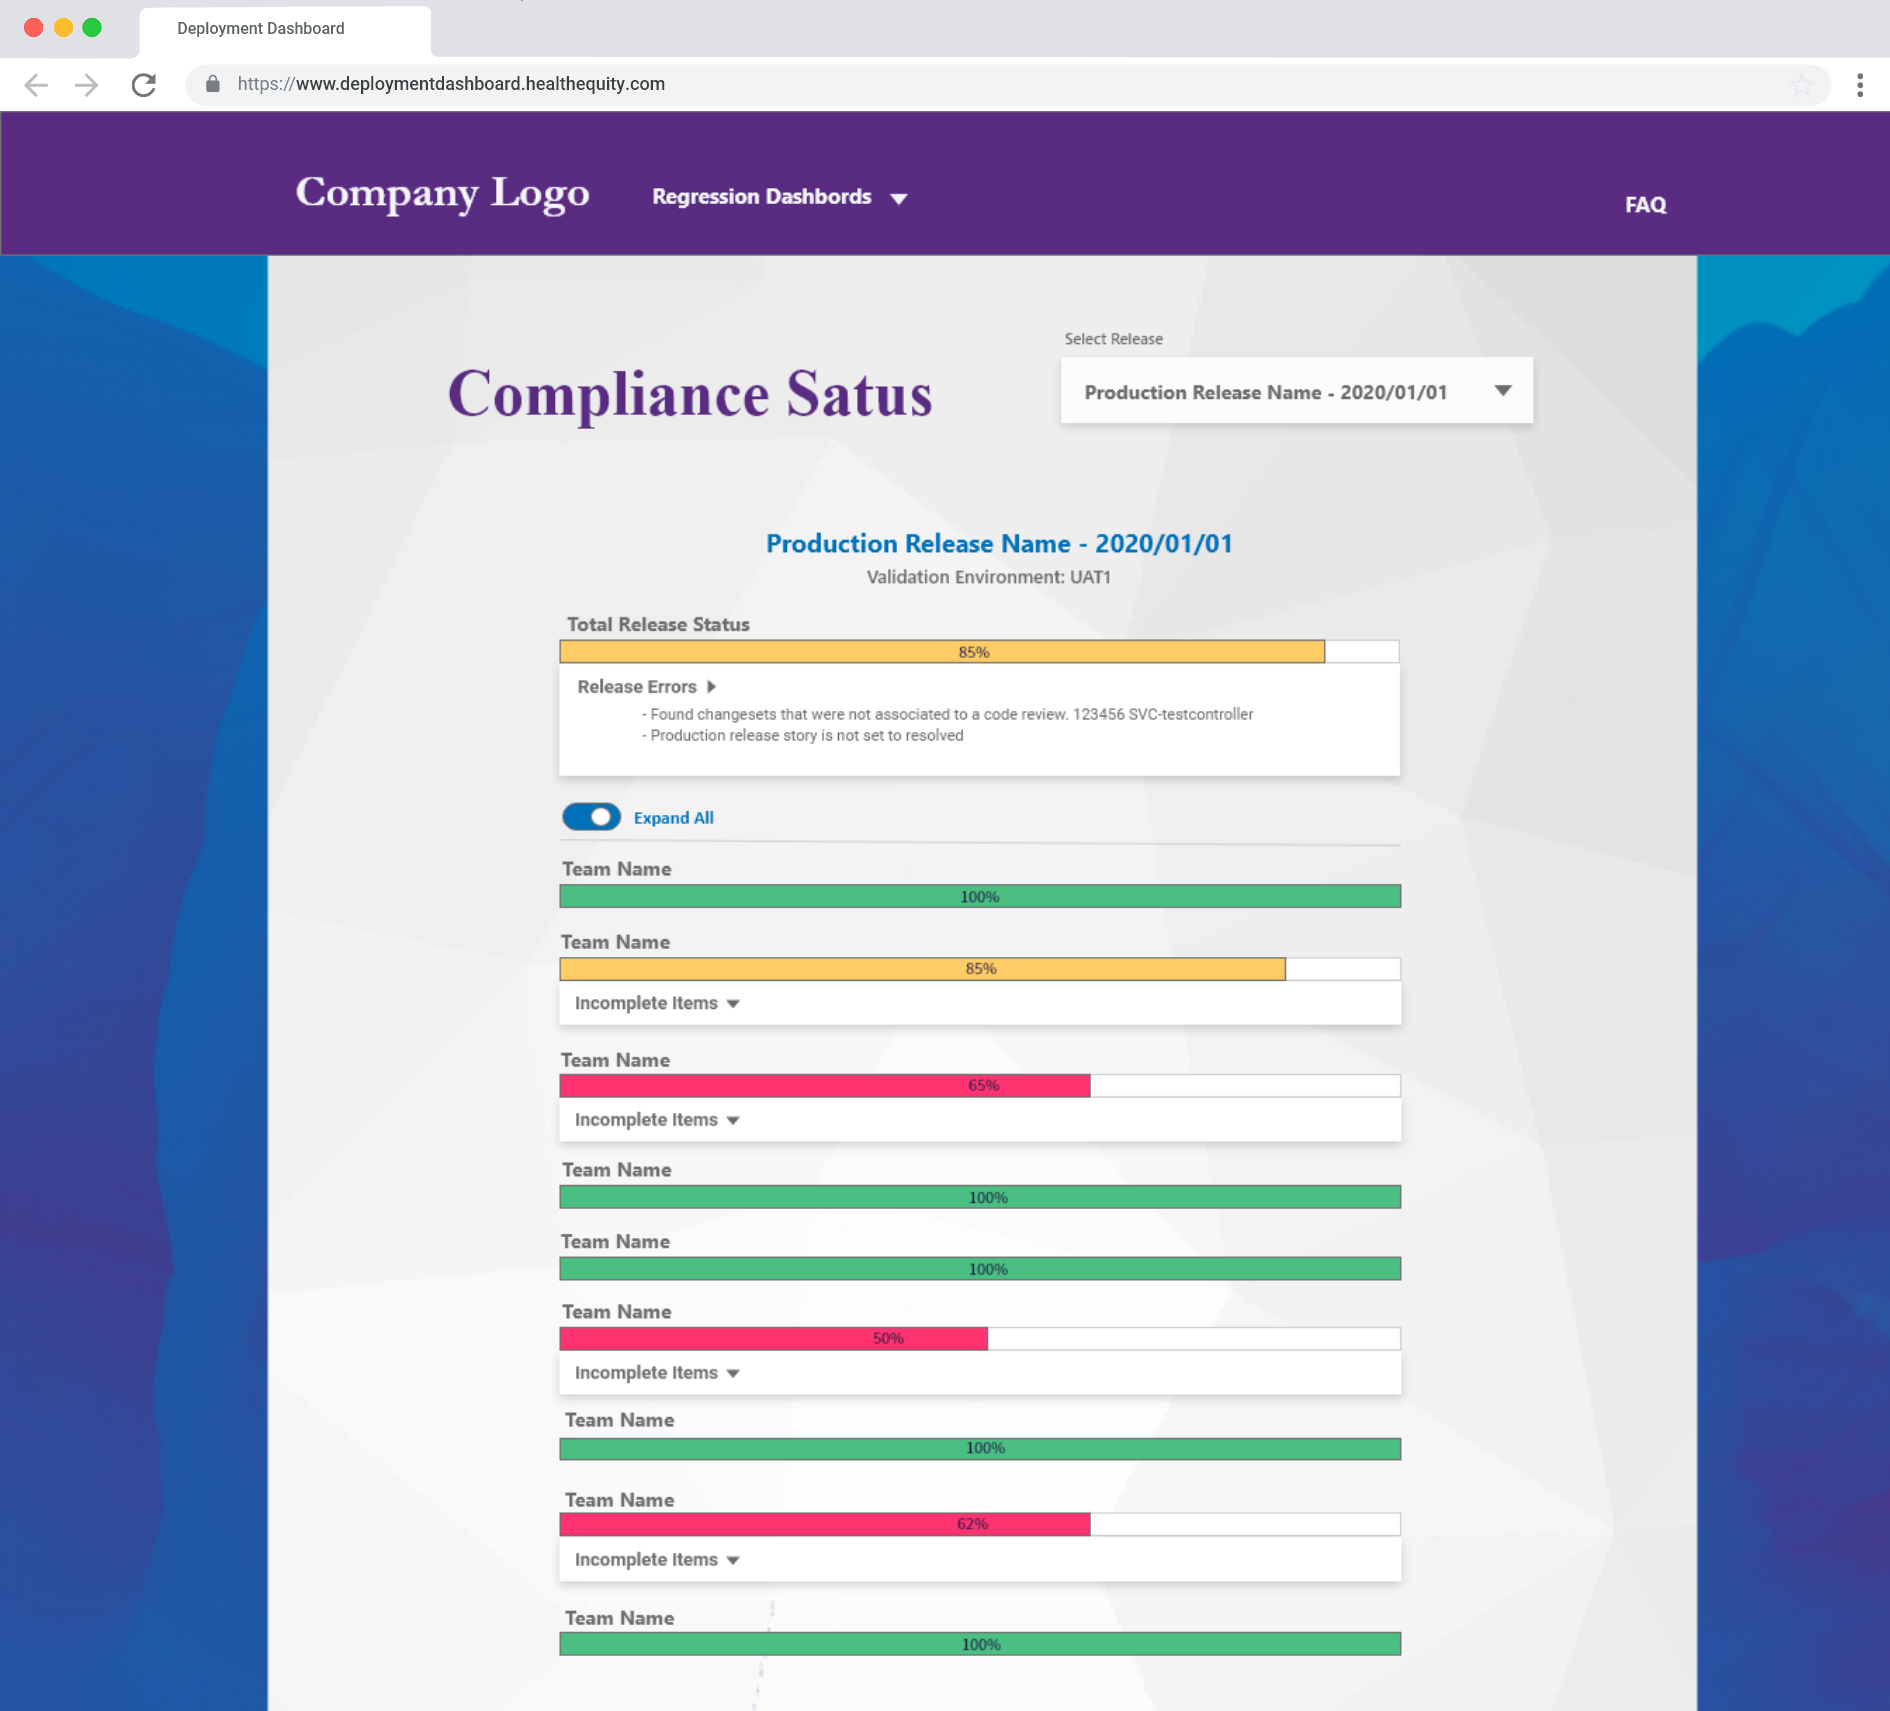 Deployment Dashboard
https://www.deploymentdashboard.healthequity.com
Company Logo
Regression Dashbords
FAQ
Select Release
Compliance Satus
Production Release Name - 2020/01/01
Production Release Name - 2020/01/01
Validation Environment: UAT1
Total Release Status
85%
Release Errors
- Found changesets that were not associated to a code review. 123456 SVC-testcontroller
- Production release story is not set to resolved
Expand All
Team Name
100%
Team Name
85%
Incomplete Items
Team Name
65%
Incomplete Items
Team Name
100%
Team Name
100%
Team Name
50%
Incomplete Items
Team Name
100%
Team Name
62%
Incomplete Items
Team Name
100%